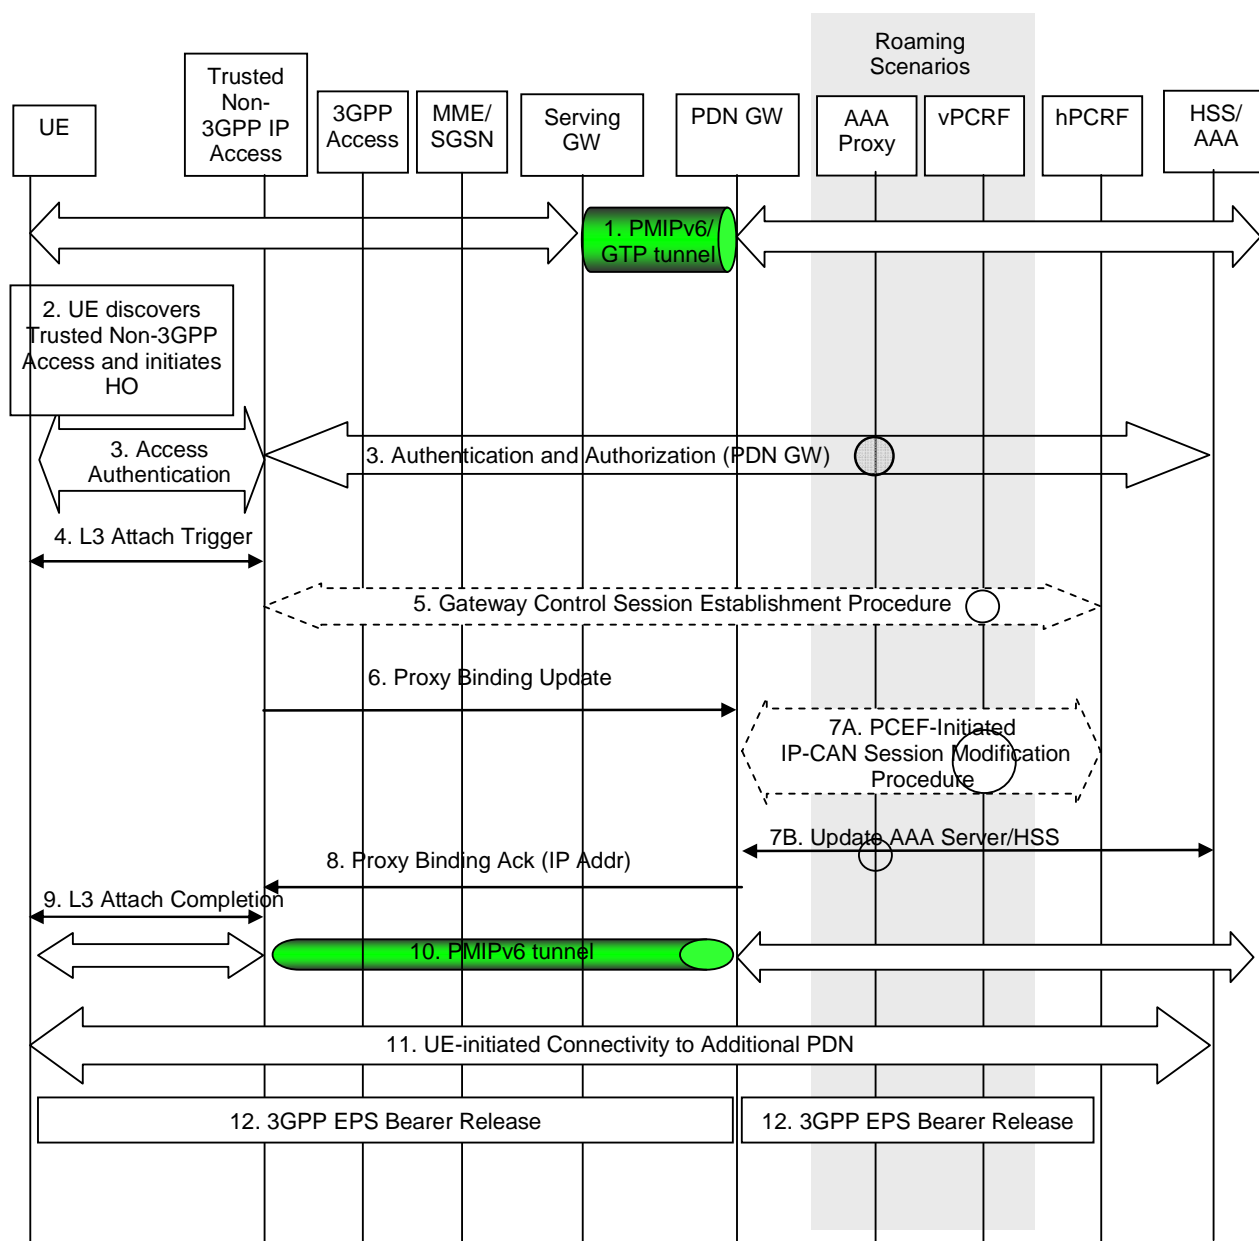 Roaming
Scenarios
UE
Trusted
Non-
3GPP IP
Access
3GPP
Access
MME/
SGSN
Serving
GW
PDN GW
AAA
Proxy
vPCRF
hPCRF
HSS/
AAA
1. PMIPv6/
GTP tunnel
2. UE discovers
Trusted Non-3GPP
Access and initiates
HO
3. Access
Authentication
3. Authentication and Authorization (PDN GW)
4. L3 Attach Trigger
5. Gateway Control Session Establishment Procedure
6. Proxy Binding Update
7A. PCEF-Initiated
IP-CAN Session Modification
Procedure
7B. Update AAA Server/HSS
8. Proxy Binding Ack (IP Addr)
9. L3 Attach Completion
10. PMIPv6 tunnel
11. UE-initiated Connectivity to Additional PDN
12. 3GPP EPS Bearer Release
12. 3GPP EPS Bearer Release